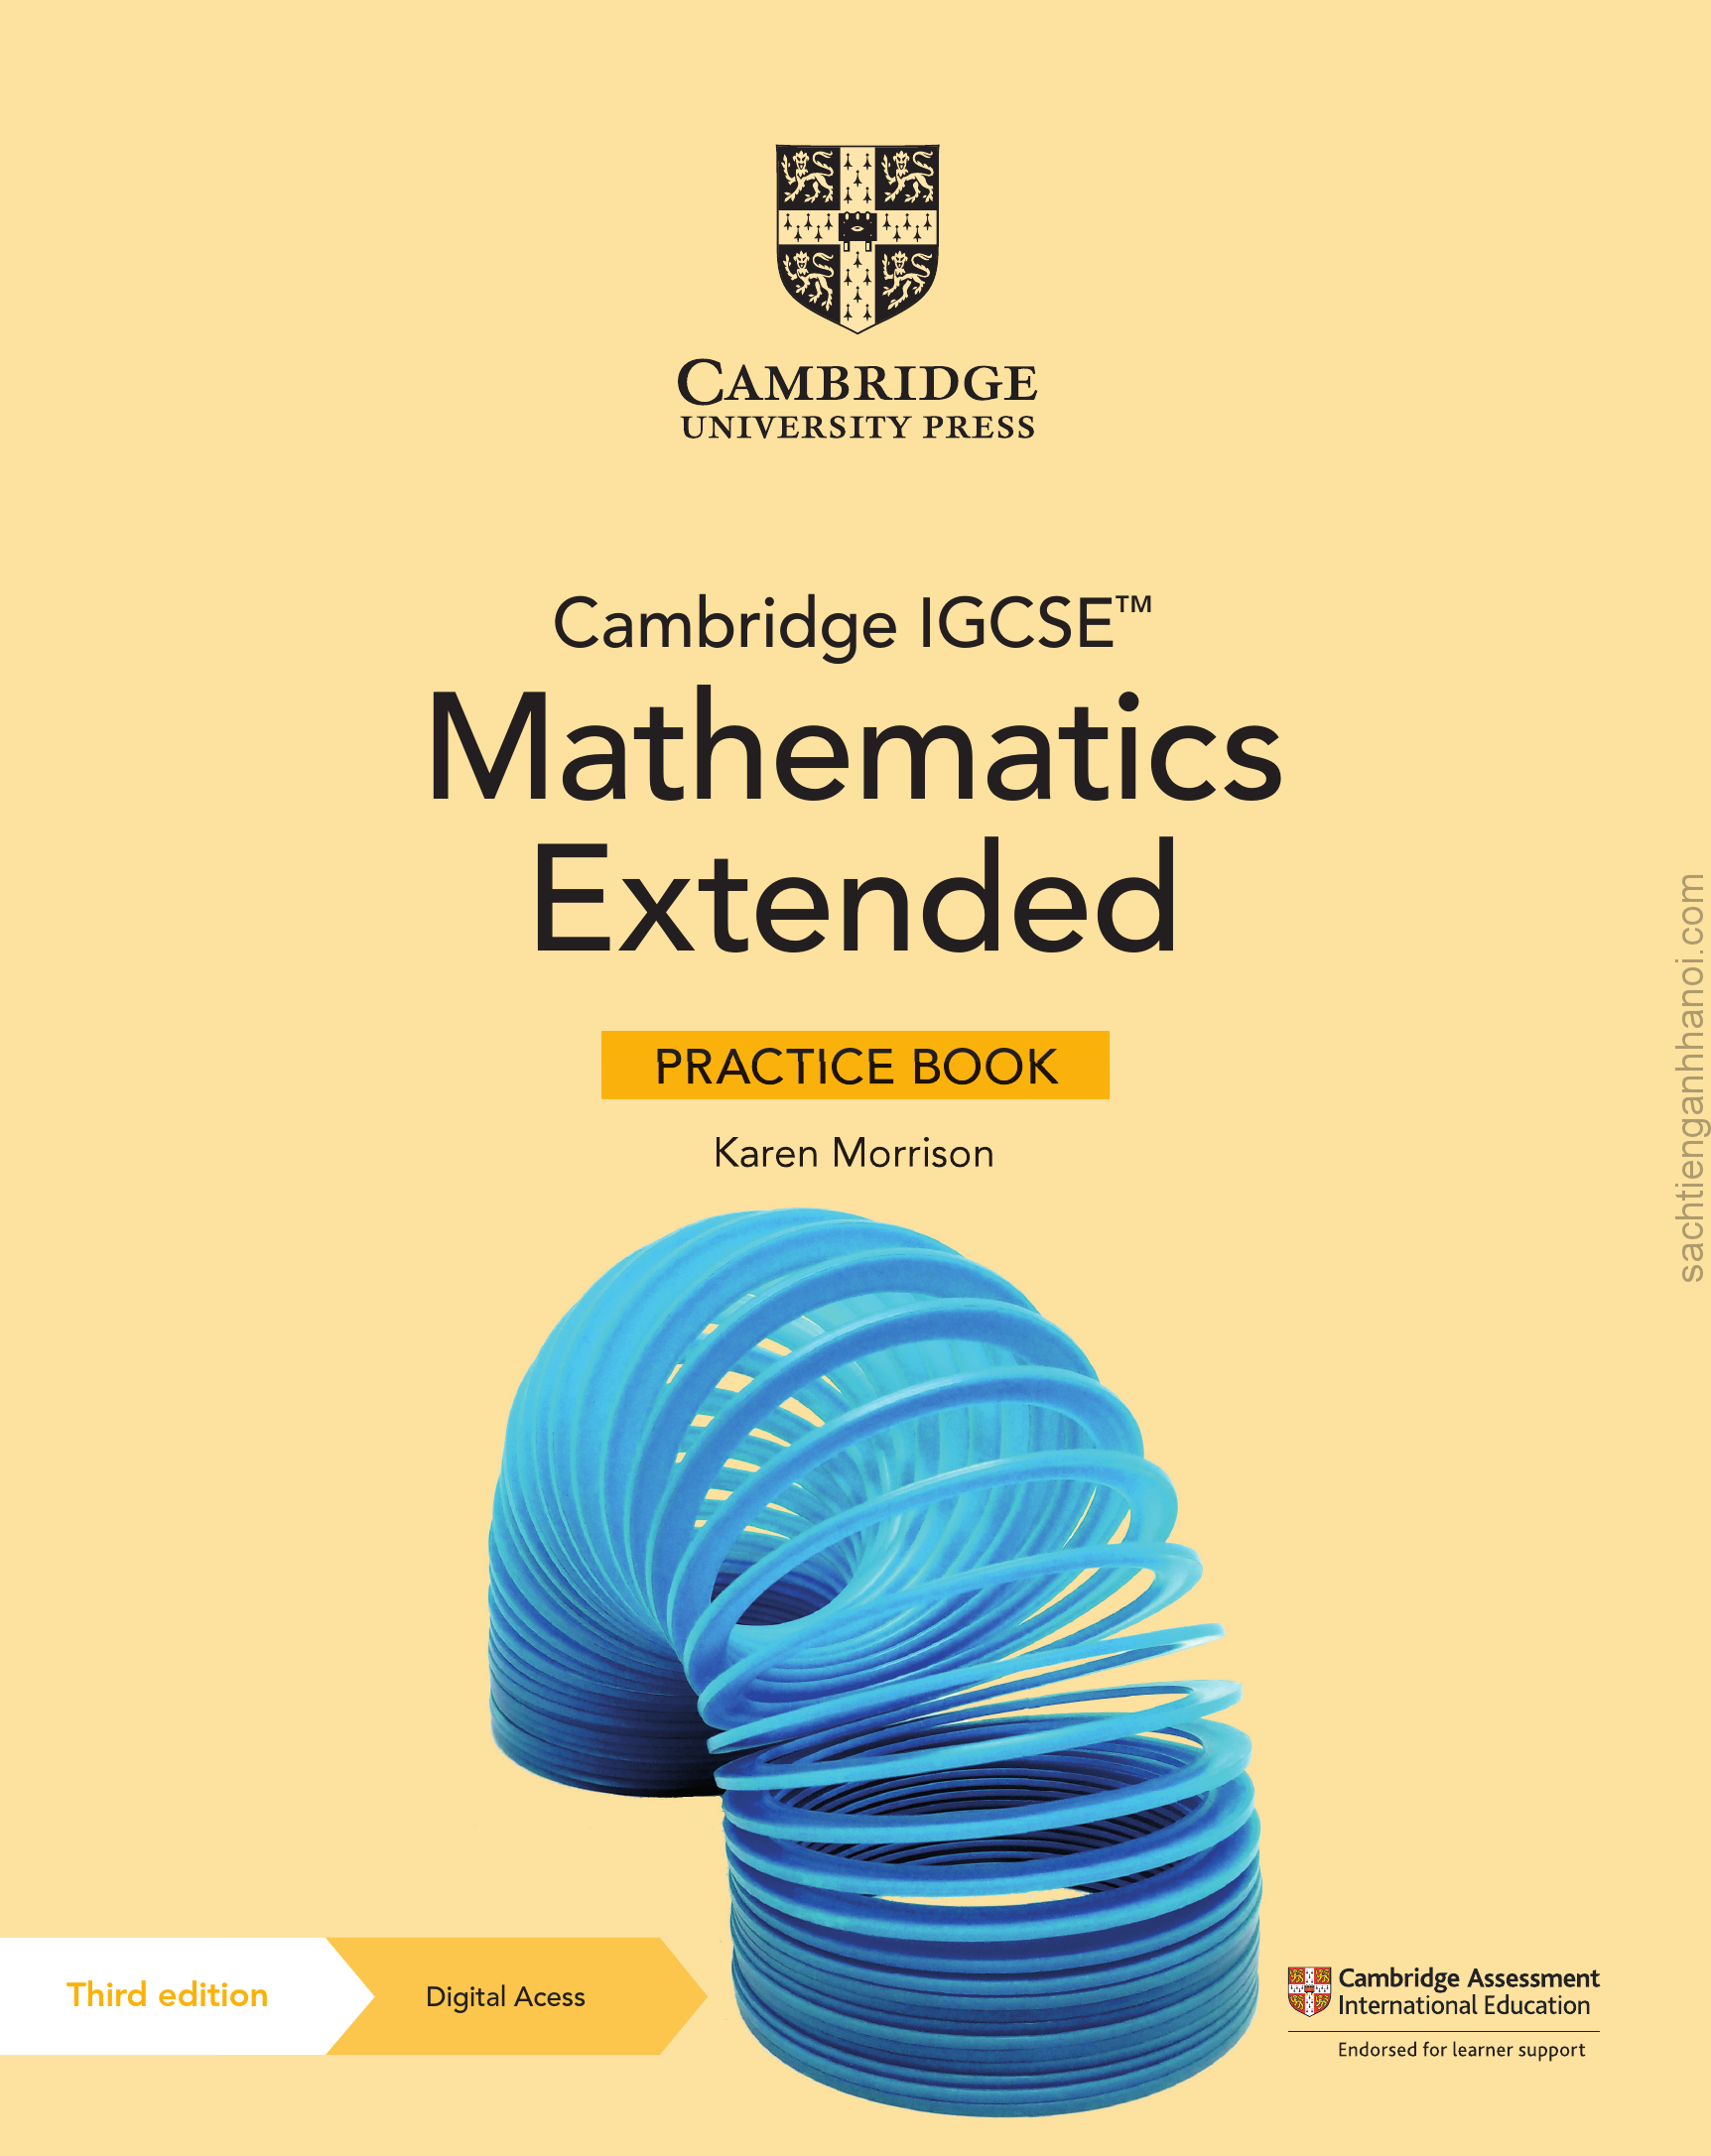 CAMBRIDGE
UNIVERSITY PRESS
Cambridge IGCSE™
Mathematics
Extended
PRACTICE BOOK
Karen Morrison
sachtienganhhanoi.com
Third edition
Digital Acess
Cambridge Assessment
International Education
Endorsed for learner support